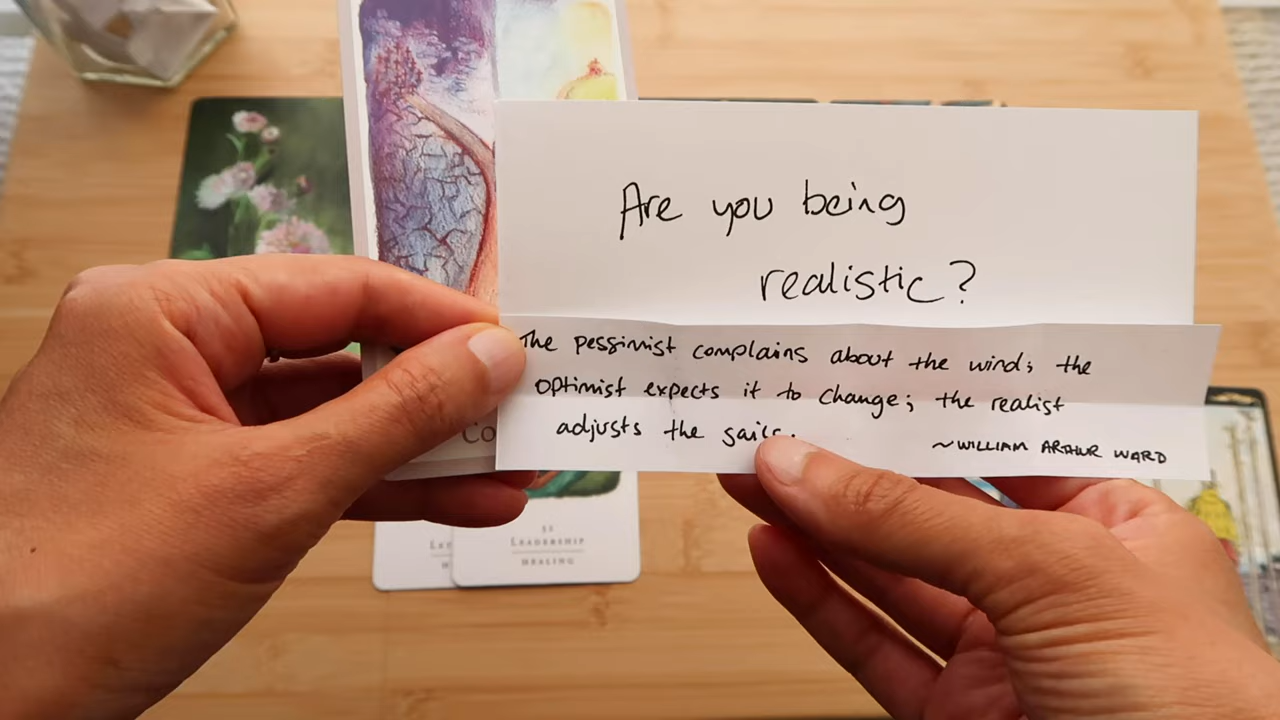 Are you being
realistic?
The pessimist complains about the wind; the
optimist expects it to change; the realist
adjusts the sails.
~WILLIAM ARTHUR WARD
Co
LEADERSHIP
HEALING